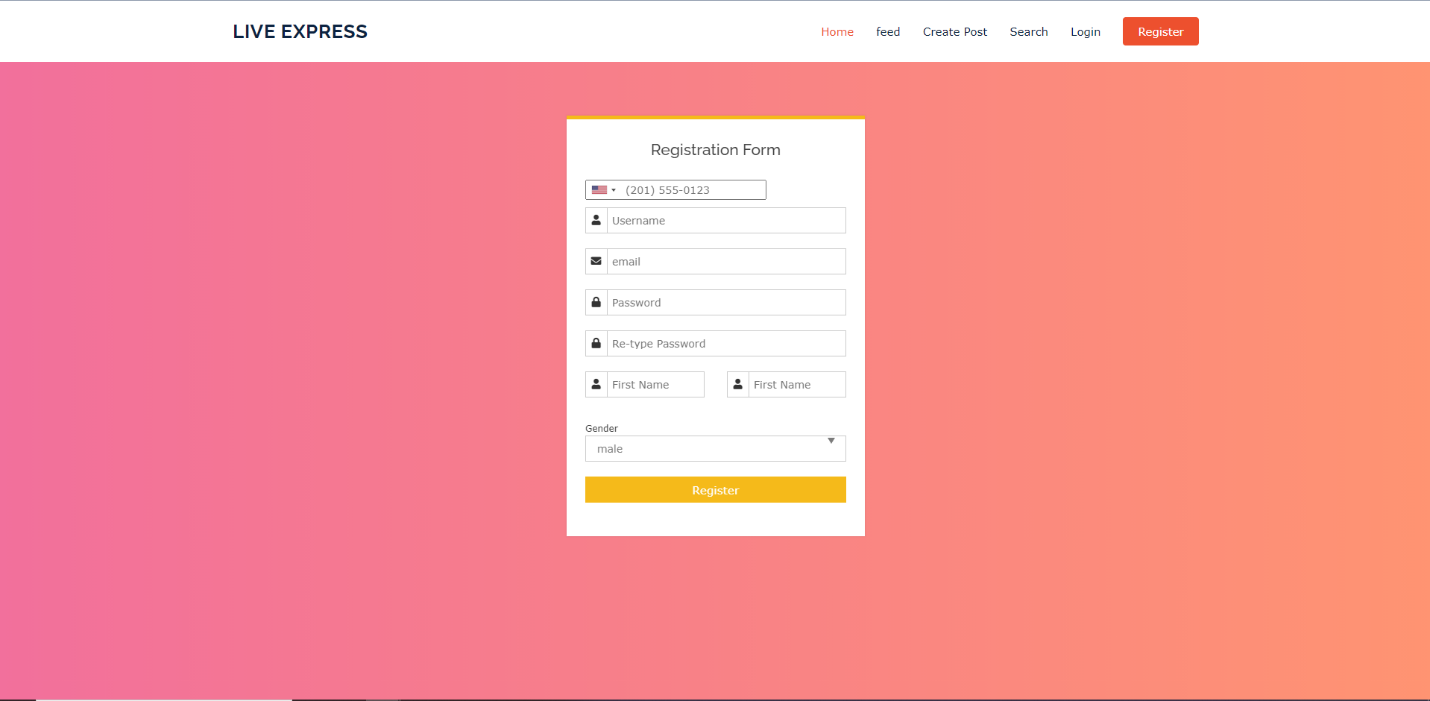 LIVE EXPRESS
Home feed Create Post Search Login Register
Registration Form
(201) 555-0123
Username
email
Password
Re-type Password
First Name First Name
Gender
male
Register